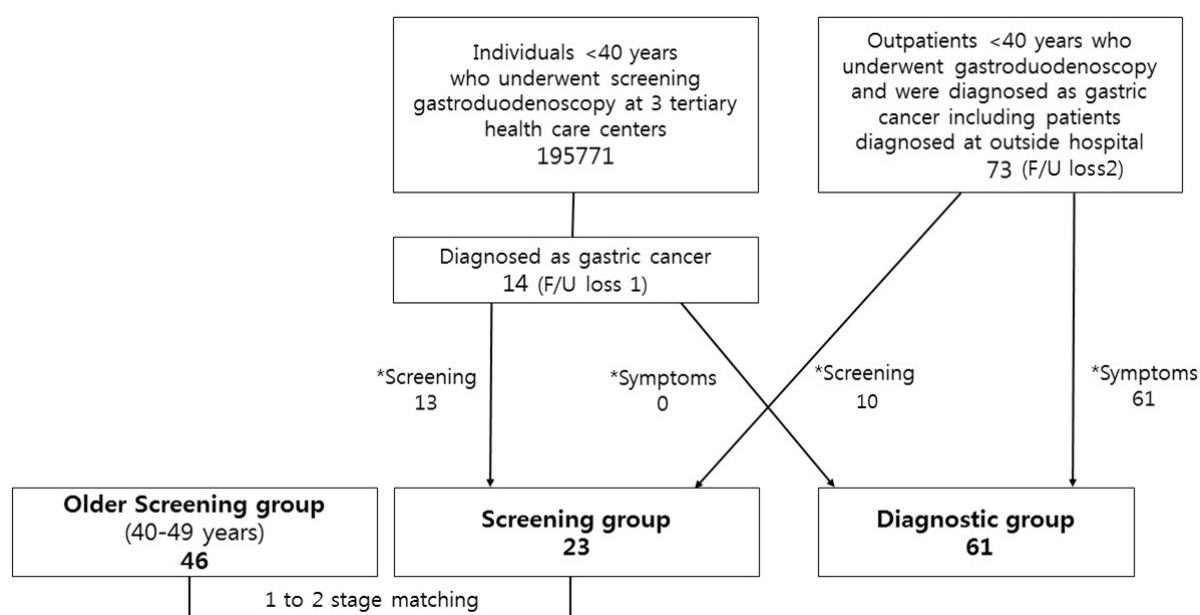 Individuals <40 years
who underwent screening
gastroduodenoscopy at 3 tertiary
health care centers
195771
Outpatients <40 years who
underwent gastroduodenoscopy
and were diagnosed as gastric
cancer including patients
diagnosed at outside hospital
73 (F/U loss2)
Diagnosed as gastric cancer
14 (F/U loss 1)
*Screening
13
*Symptoms
0
*Screening
10
*Symptoms
61
Older Screening group
(40-49 years)
46
Screening group
23
Diagnostic group
61
1 to 2 stage matching